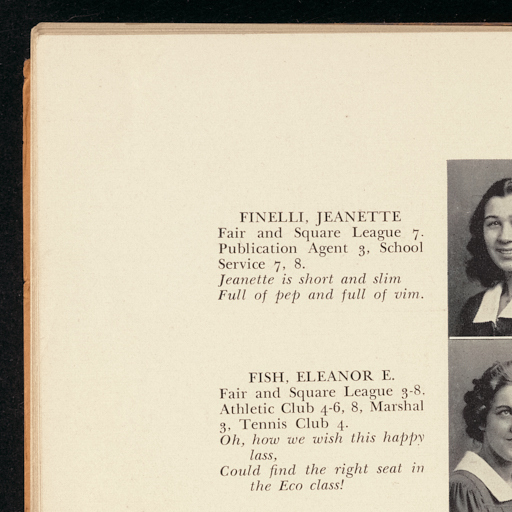 FINELLI, JEANETTE
Fair and Square League 7.
Publication Agent 3, School
Service 7, 8.
Jeanette is short and slim
Full of pep and full of vim.
FISH, ELEANOR E.
Fair and Square League 3-8.
Athletic Club 4-6, 8, Marshal
3, Tennis Club 4.
Oh, how we wish this happy
lass,
Could find the right seat in
the Eco class!